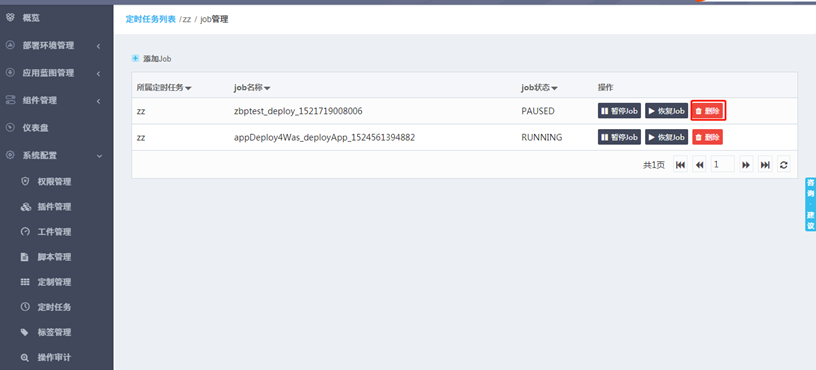 概览
部署环境管理
应用蓝图管理
组件管理
仪表盘
系统配置
权限管理
插件管理
工件管理
脚本管理
定制管理
定时任务
标签管理
操作审计
定时任务列表 / zz / job管理
添加Job
所属定时任务 job名称 job状态 操作
zz zbptest_deploy_1521719008006 PAUSED 暂停Job 恢复Job 删除
zz appDeploy4Was_deployApp_1524561394882 RUNNING 暂停Job 恢复Job 删除
共1页 1
咨询·建议